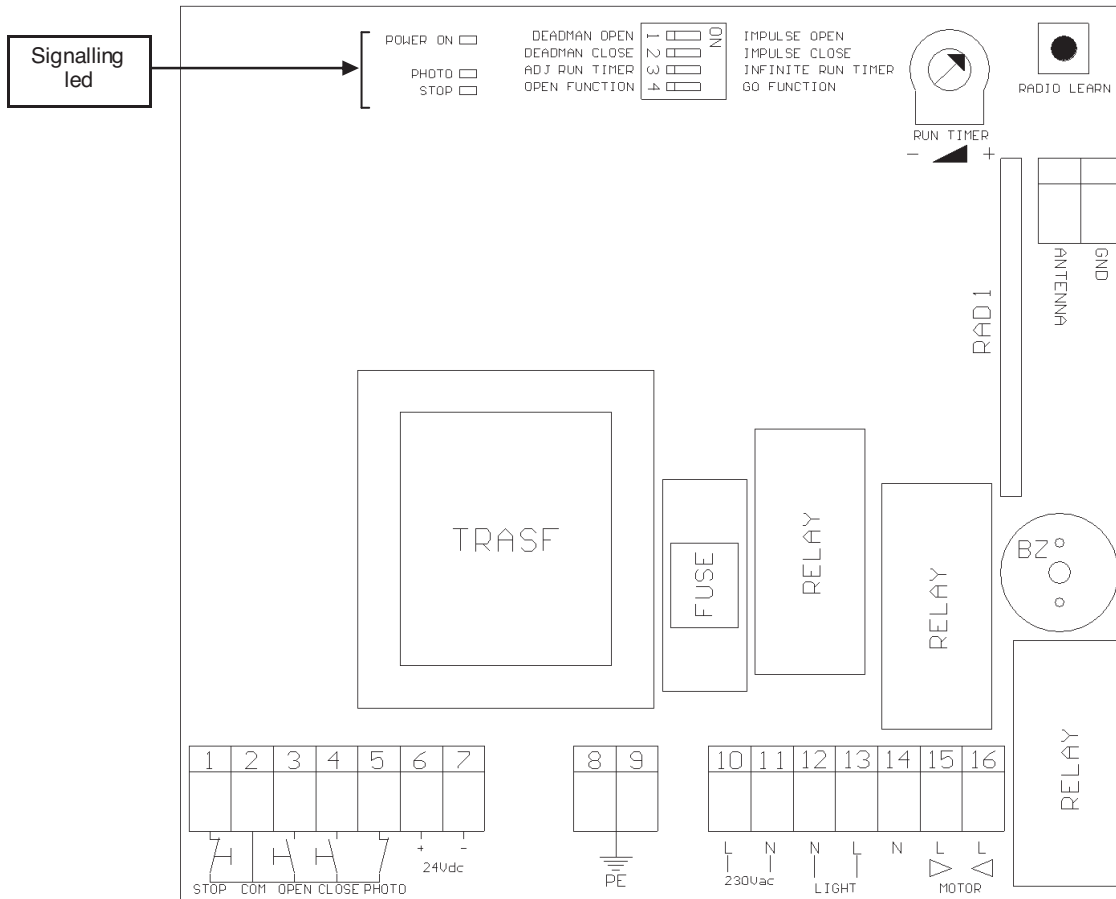 Signalling
led
POWER ON
PHOTO
STOP
DEADMAN OPEN 1 IMPULSE OPEN
DEADMAN CLOSE 2 IMPULSE CLOSE
ADJ RUN TIMER 3 INFINITE RUN TIMER
OPEN FUNCTION 4 GO FUNCTION
ON
RUN TIMER
- +
RADIO LEARN
ANTENNA
GND
RAD1
TRASF
FUSE
RELAY
RELAY
BZ
RELAY
1 2 3 4 5 6 7
8 9
10 11 12 13 14 15 16
+ -
24Vdc
STOP COM OPEN CLOSE PHOTO
PE
L N N L N L L
230Vac
LIGHT
MOTOR